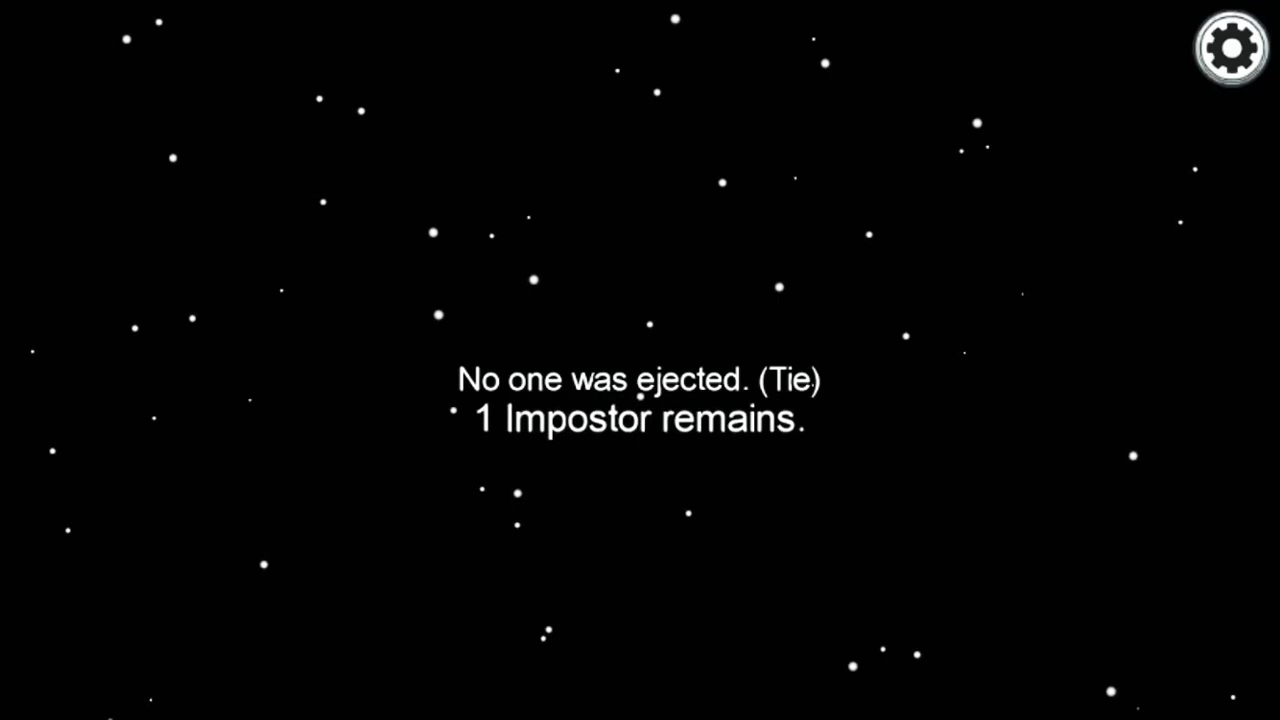 No one was ejected. (Tie)
1 Impostor remains.